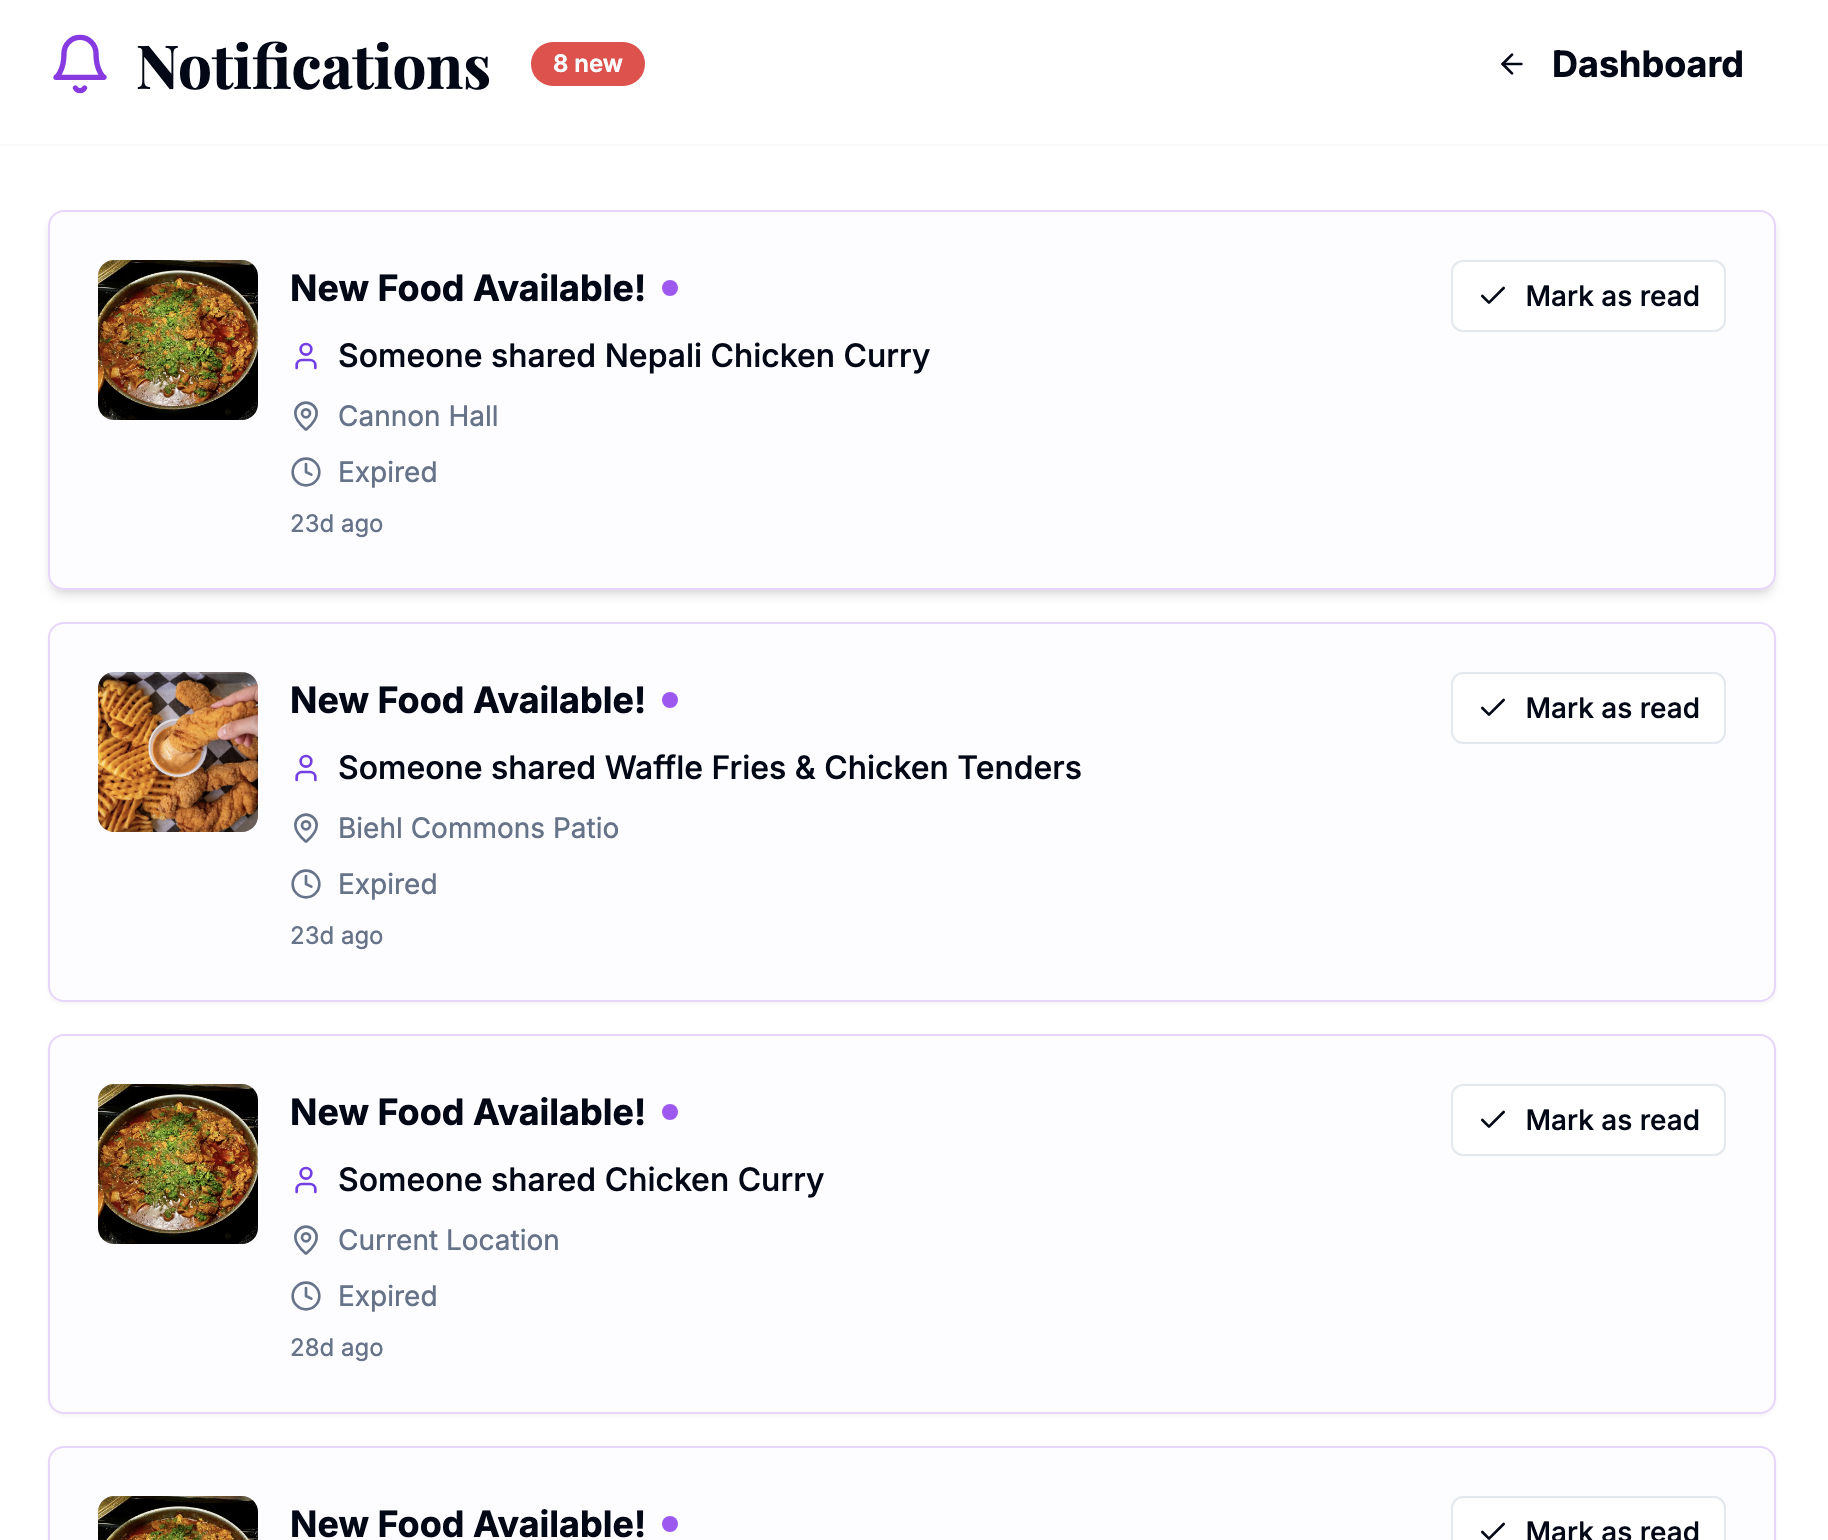 Notifications
8 new
Dashboard
New Food Available!
Mark as read
Someone shared Nepali Chicken Curry
Cannon Hall
Expired
23d ago
New Food Available!
Mark as read
Someone shared Waffle Fries & Chicken Tenders
Biehl Commons Patio
Expired
23d ago
New Food Available!
Mark as read
Someone shared Chicken Curry
Current Location
Expired
28d ago
New Food Available!
Mark as read